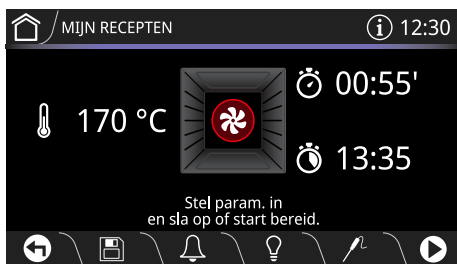 MIJN RECEPTEN
i 12:30
00:55'
170 °C
13:35
Stel param. in
en sla op of start bereid.